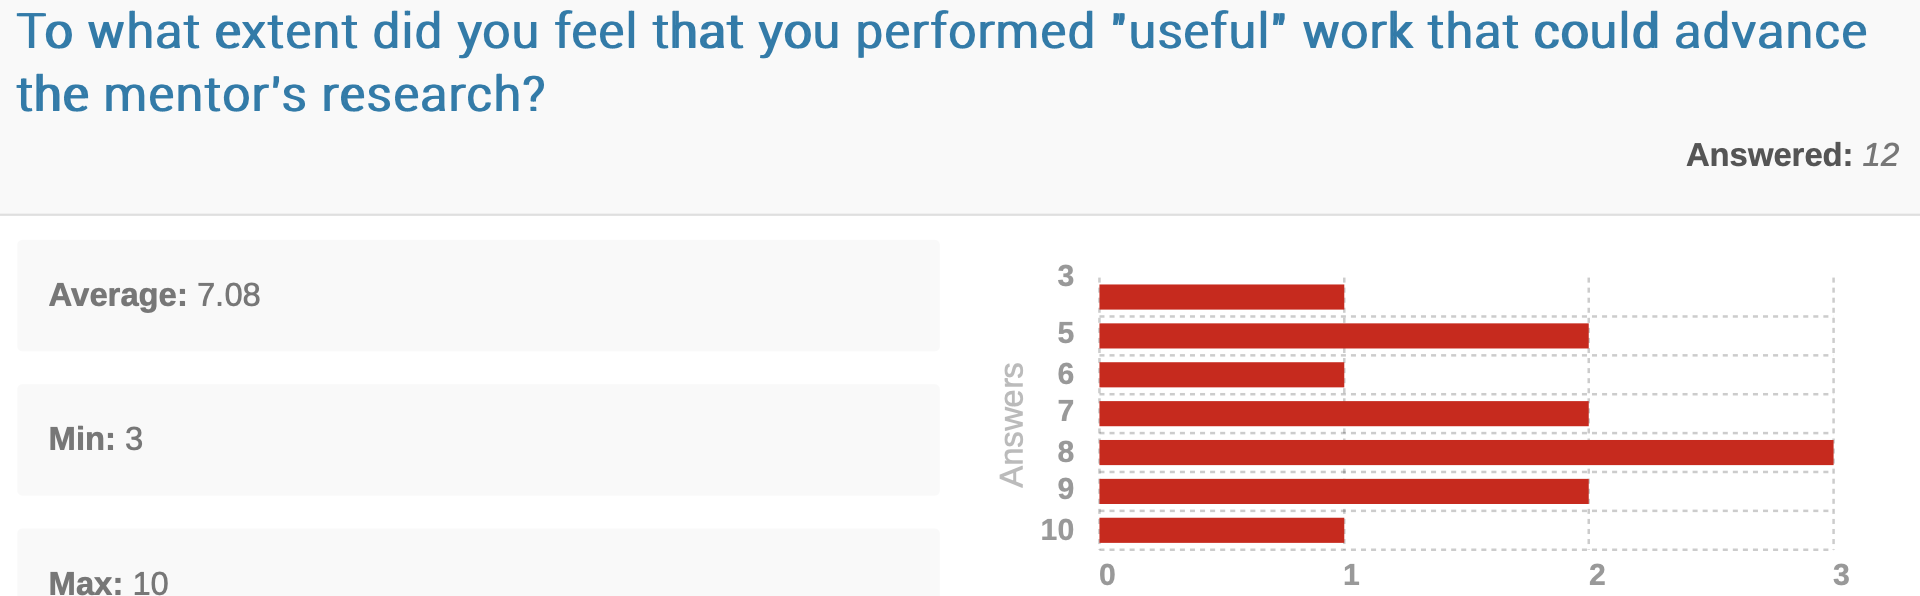 To what extent did you feel that you performed "useful" work that could advance
the mentor's research?
Answered: 12
Average: 7.08
Min: 3
Max: 10
Answers
3
5
6
7
8
9
10
0 1 2 3